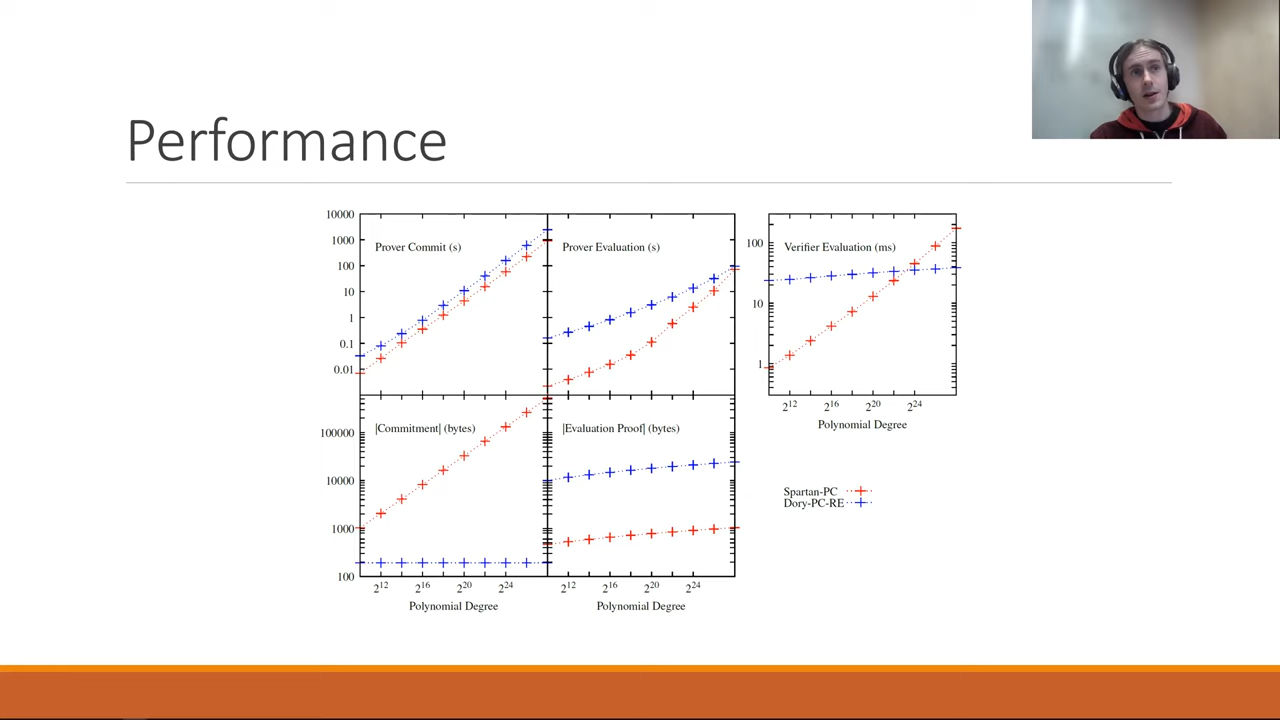 Performance
10000
1000
100
10
1
0.1
0.01
Prover Commit (s)
Prover Evaluation (s)
100
10
1
Verifier Evaluation (ms)
2^12 2^16 2^20 2^24
Polynomial Degree
100000
10000
1000
100
|Commitment| (bytes)
|Evaluation Proof| (bytes)
2^12 2^16 2^20 2^24
Polynomial Degree
2^12 2^16 2^20 2^24
Polynomial Degree
Spartan-PC
Dory-PC-RE